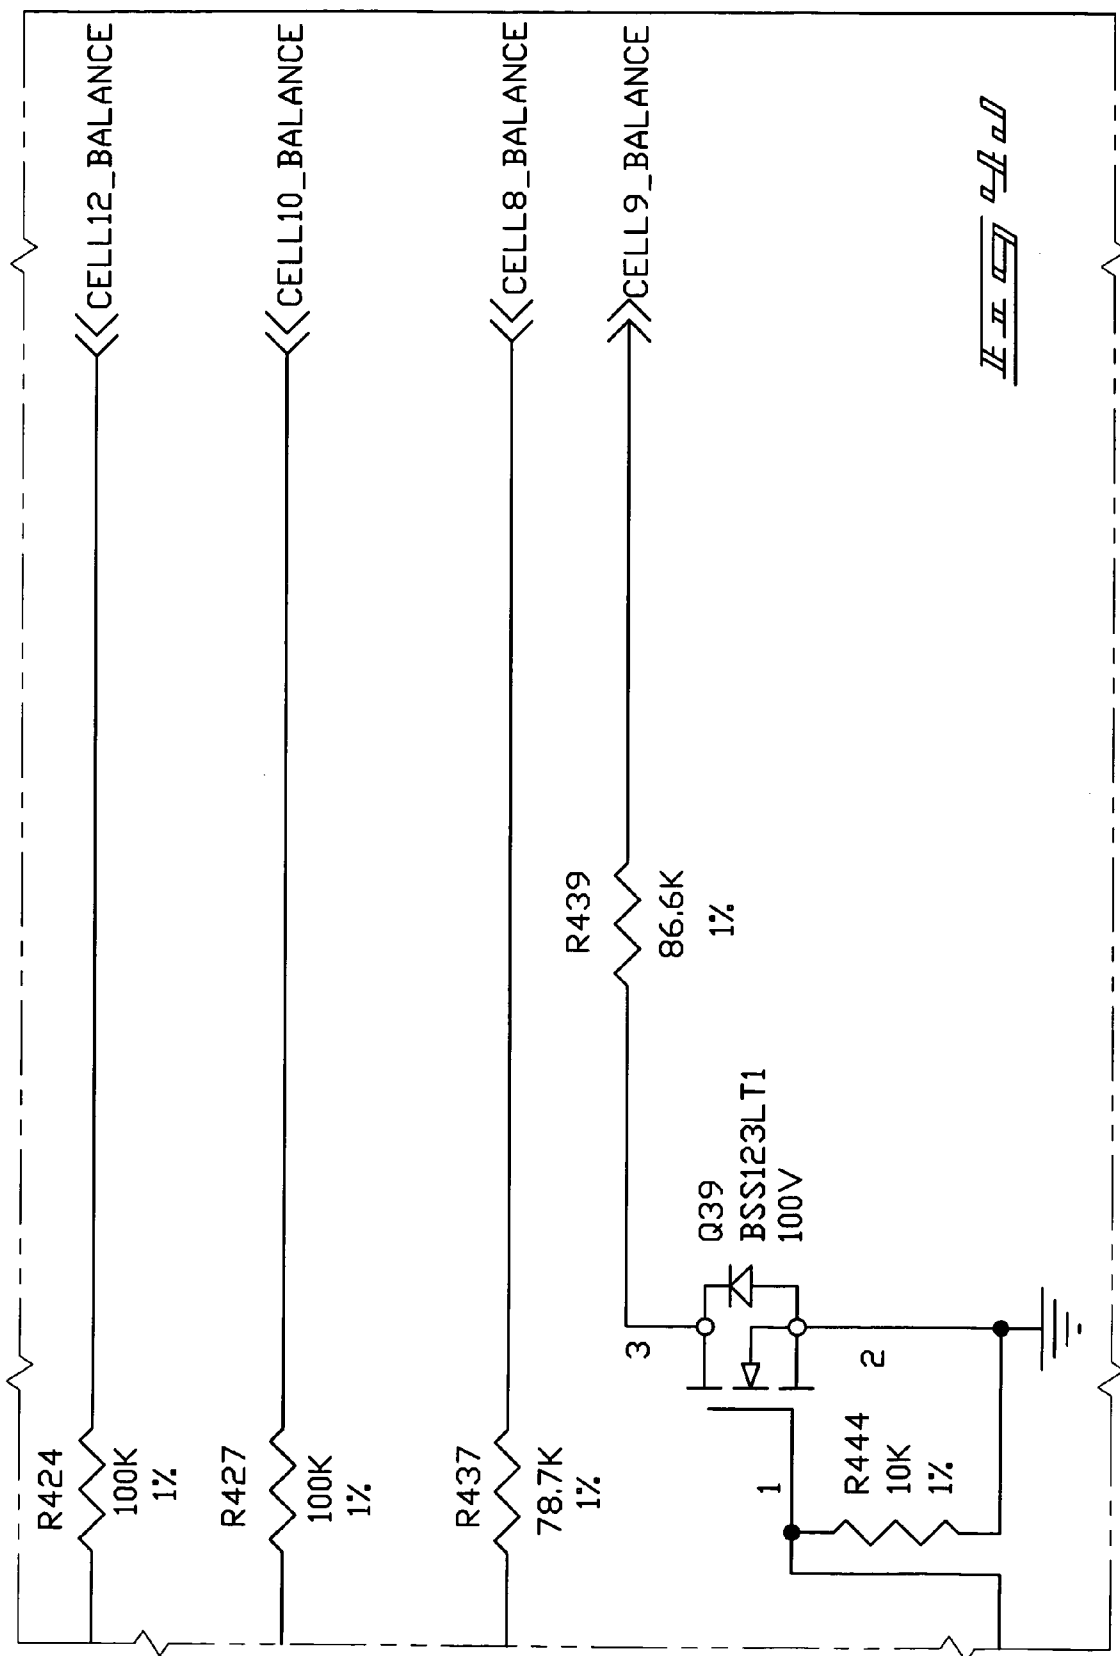 CELL12_BALANCE
R424
100K
1%
CELL10_BALANCE
R427
100K
1%
CELL8_BALANCE
R437
78.7K
1%
CELL9_BALANCE
R439
86.6K
1%
3
Q39
BSS123LT1
100V
1
2
R444
10K
1%